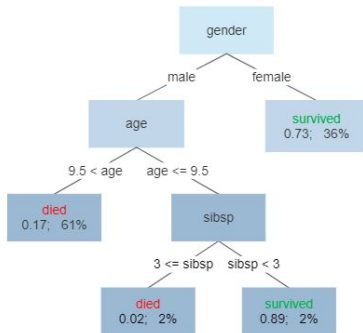 gender
male female
age
survived
0.73; 36%
9.5 < age age <= 9.5
died
0.17; 61%
sibsp
3 <= sibsp sibsp < 3
died
0.02; 2%
survived
0.89; 2%